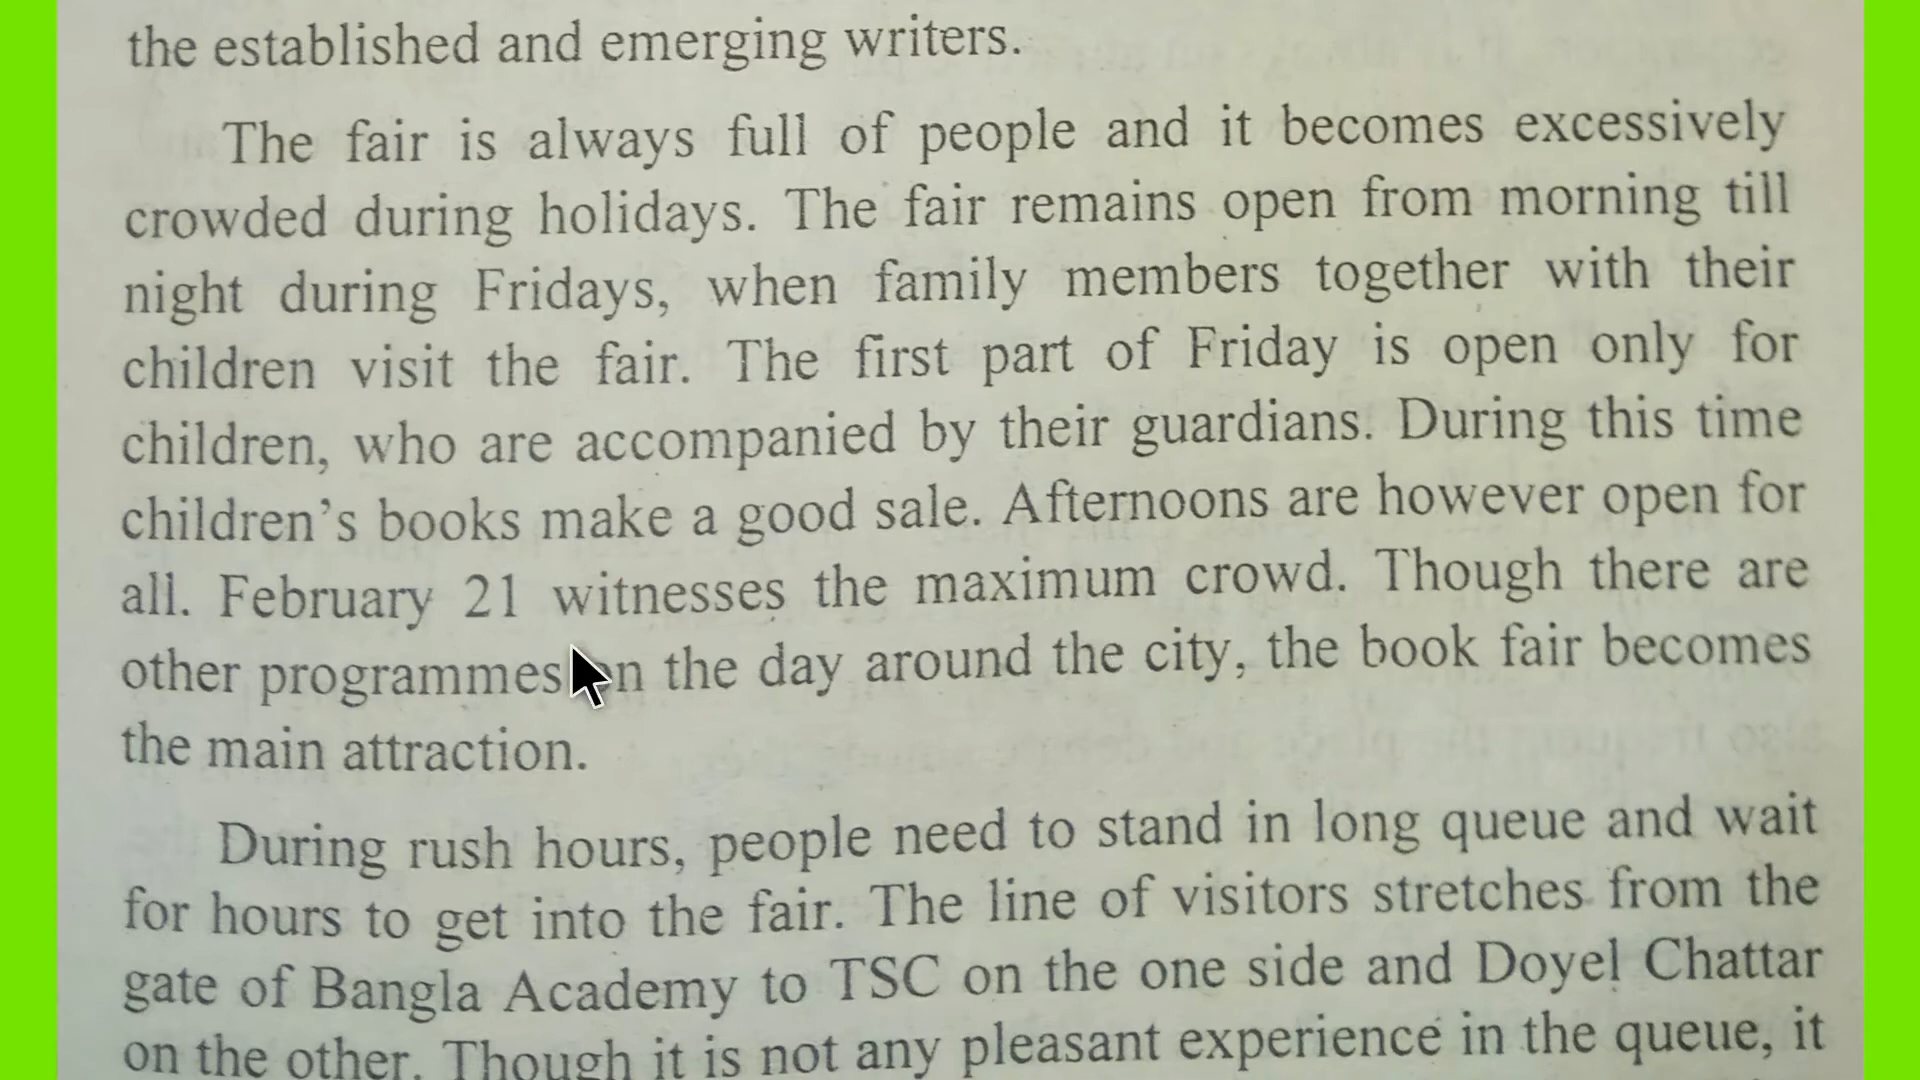 the established and emerging writers.
The fair is always full of people and it becomes excessively
crowded during holidays. The fair remains open from morning till
night during Fridays, when family members together with their
children visit the fair. The first part of Friday is open only for
children, who are accompanied by their guardians. During this time
children's books make a good sale. Afternoons are however open for
all. February 21 witnesses the maximum crowd. Though there are
other programmes on the day around the city, the book fair becomes
the main attraction.
During rush hours, people need to stand in long queue and wait
for hours to get into the fair. The line of visitors stretches from the
gate of Bangla Academy to TSC on the one side and Doyel Chattar
on the other. Though it is not any pleasant experience in the queue, it